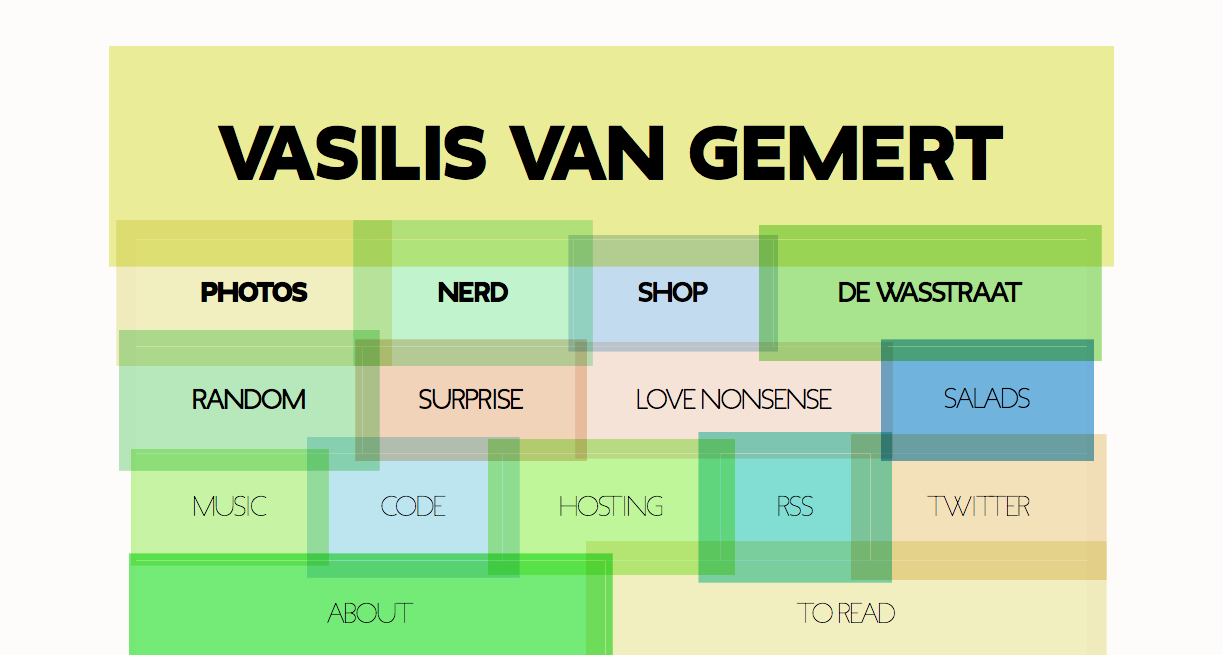 VASILIS VAN GEMERT
PHOTOS NERD SHOP DE WASSTRAAT
RANDOM SURPRISE LOVE NONSENSE SALADS
MUSIC CODE HOSTING RSS TWITTER
ABOUT TO READ